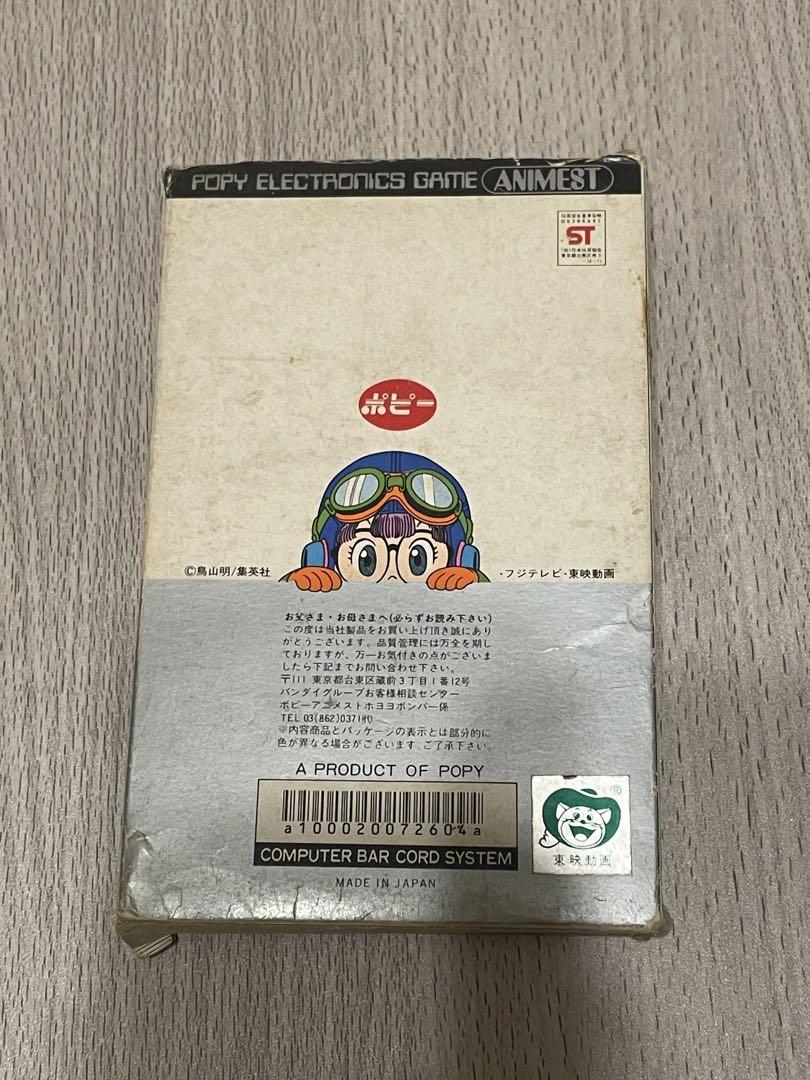 POPY ELECTRONICS GAME ANIMEST
ST
ポピー
©鳥山明/集英社
・フジテレビ・東映動画
お父さま・お母さまへ(必らずお読み下さい)
この度は当社製品をお買い上げ頂き誠にあり
がとうございます。品質管理には万全を期し
ておりますが、万一お気付きの点がございま
したら下記までお問い合わせ下さい。
〒111 東京都台東区蔵前3丁目1番12号
バンダイグループお客様相談センター
ポピーアニメストホヨヨボンバー係
TEL 03(862)0371㈹
※内容商品とパッケージの表示とは部分的に
色が異なる場合がございます。ご了承下さい。
A PRODUCT OF POPY
a100020072604a
COMPUTER BAR CORD SYSTEM
MADE IN JAPAN
®
東映動画